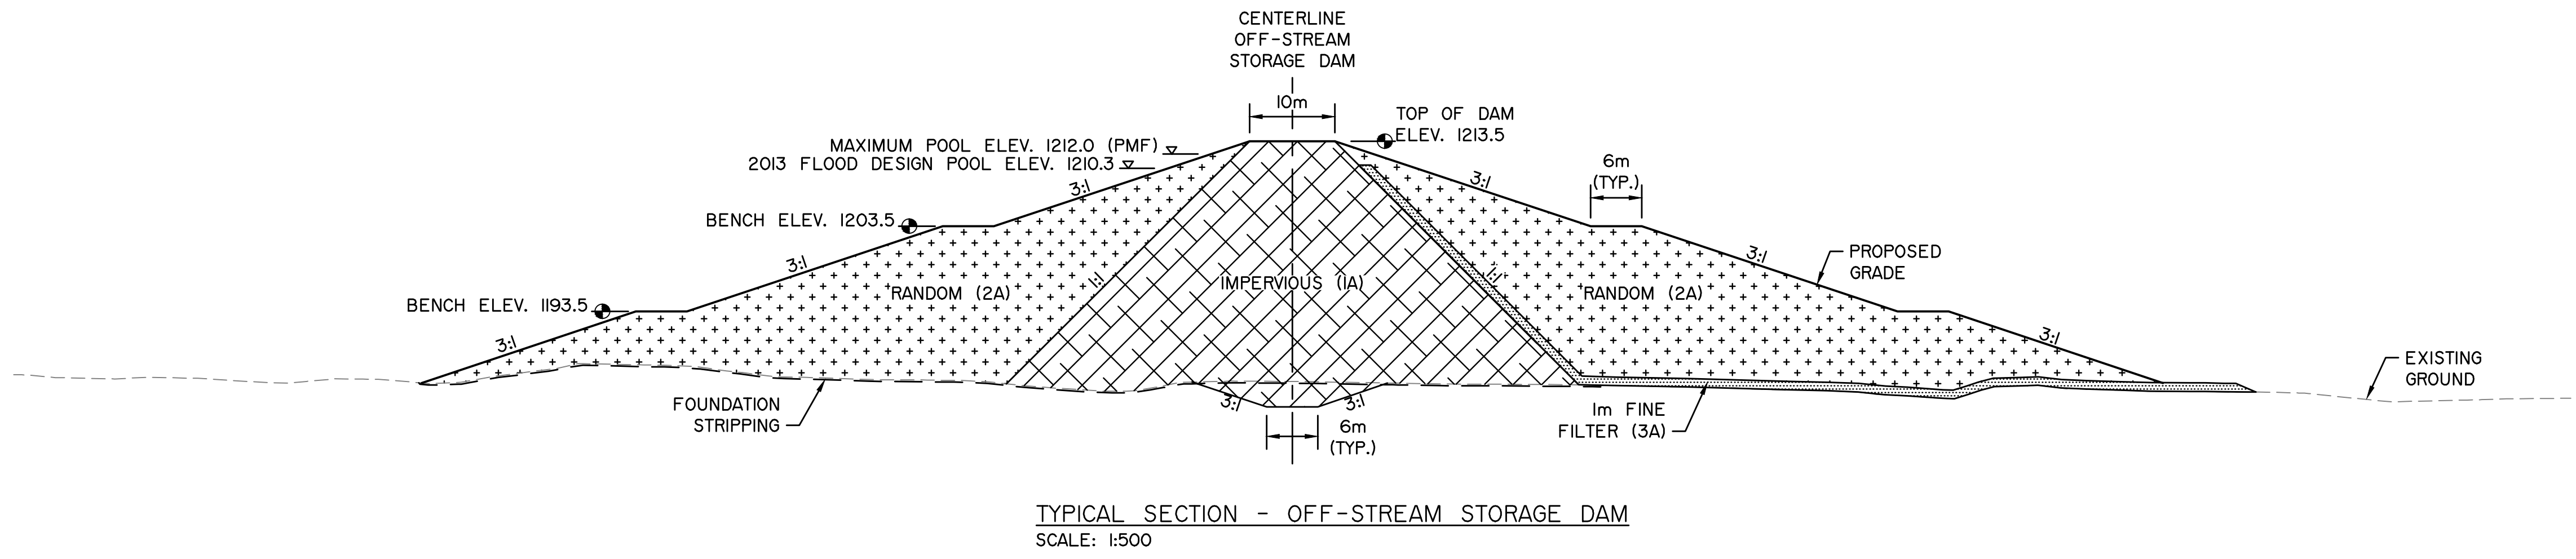 CENTERLINE
OFF-STREAM
STORAGE DAM
10m
TOP OF DAM
ELEV. 1213.5
MAXIMUM POOL ELEV. 1212.0 (PMF)
2013 FLOOD DESIGN POOL ELEV. 1210.3
6m
(TYP.)
3:1
3:1
BENCH ELEV. 1203.5
3:1
3:1
PROPOSED
GRADE
1:1
IMPERVIOUS (1A)
1:1
RANDOM (2A)
RANDOM (2A)
BENCH ELEV. 1193.5
3:1
3:1
EXISTING
GROUND
FOUNDATION
STRIPPING
3:1
3:1
1m FINE
FILTER (3A)
6m
(TYP.)
TYPICAL SECTION - OFF-STREAM STORAGE DAM
SCALE: 1:500